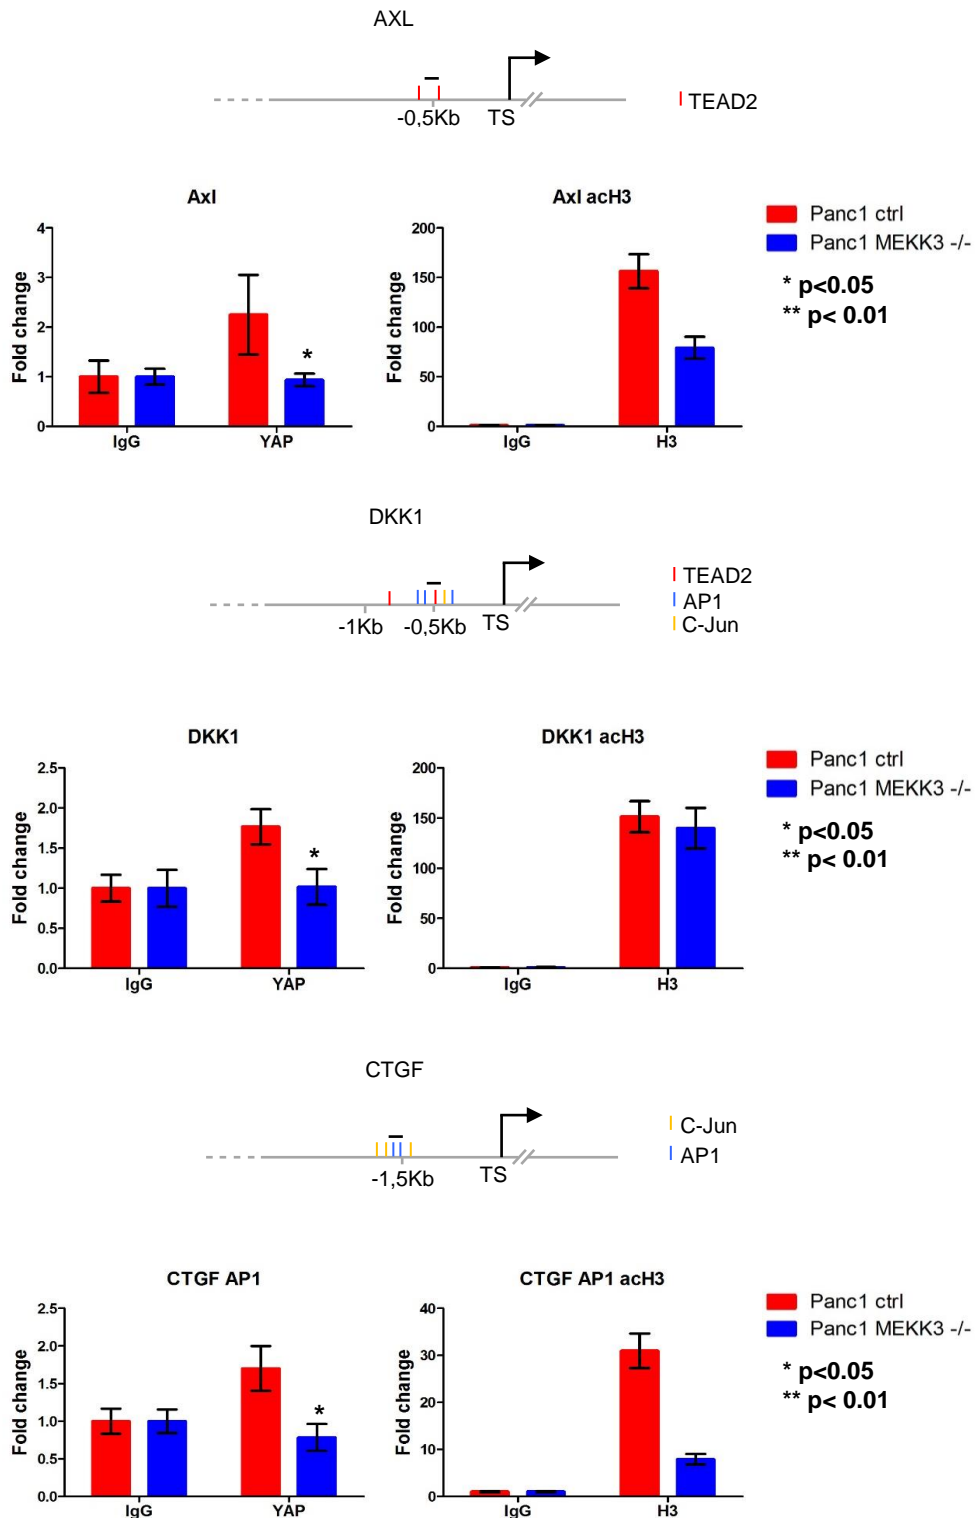 AXL
-0,5Kb TS
TEAD2
Axl
Fold change
4
3
2
1
0
*
IgG YAP
Axl acH3
Fold change
200
150
100
50
0
IgG H3
Panc1 ctrl
Panc1 MEKK3 -/-
* p<0.05
** p< 0.01
DKK1
-1Kb -0,5Kb TS
TEAD2
AP1
C-Jun
DKK1
Fold change
2.5
2.0
1.5
1.0
0.5
0.0
*
IgG YAP
DKK1 acH3
Fold change
200
150
100
50
0
IgG H3
Panc1 ctrl
Panc1 MEKK3 -/-
* p<0.05
** p< 0.01
CTGF
-1,5Kb TS
C-Jun
AP1
CTGF AP1
Fold change
2.5
2.0
1.5
1.0
0.5
0.0
*
IgG YAP
CTGF AP1 acH3
Fold change
40
30
20
10
0
IgG H3
Panc1 ctrl
Panc1 MEKK3 -/-
* p<0.05
** p< 0.01